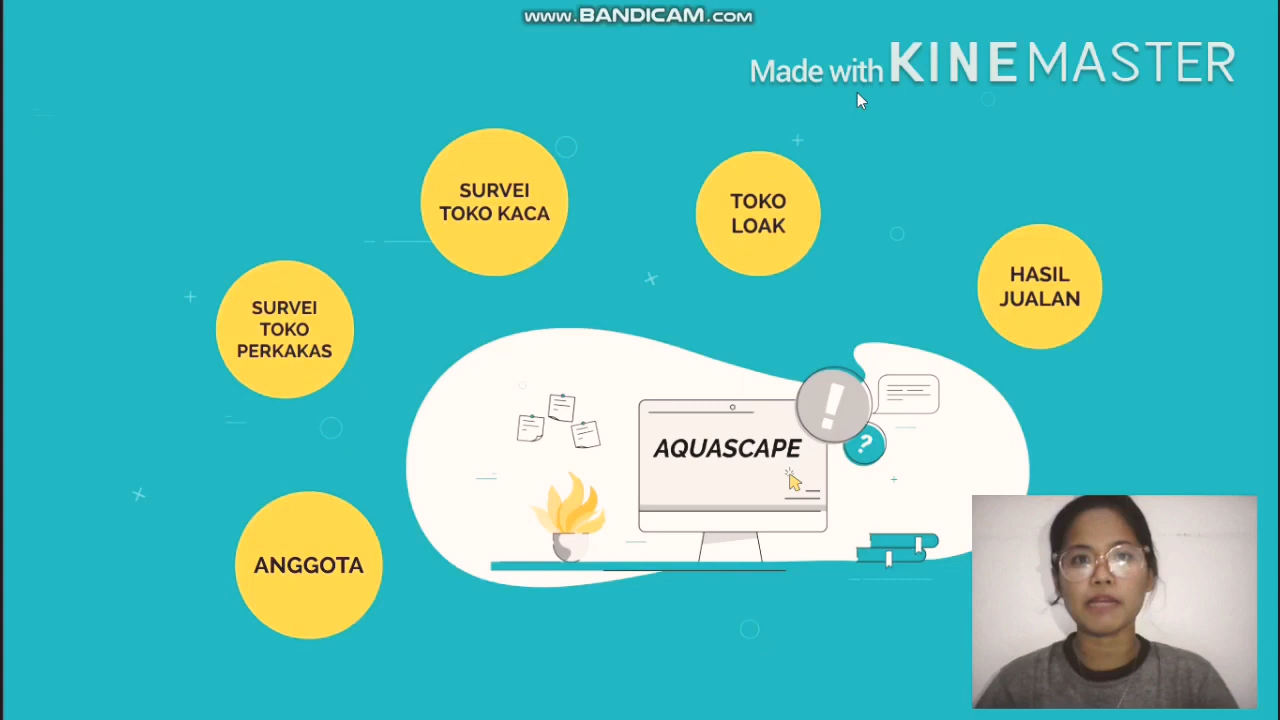 www.BANDICAM.com
Made with KINEMASTER
SURVEI
TOKO KACA
TOKO
LOAK
HASIL
JUALAN
SURVEI
TOKO
PERKAKAS
AQUASCAPE
!
?
ANGGOTA